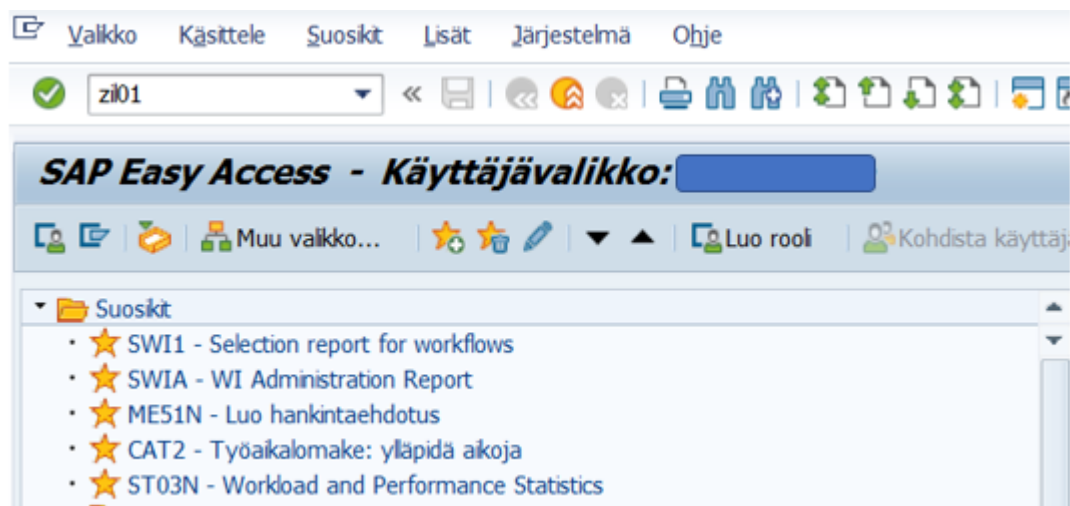 Valikko Käsittele Suosikit Lisät Järjestelmä Ohje
zil01
SAP Easy Access - Käyttäjävalikko:
Muu valikko... Luo rooli Kohdista käyttäjä
Suosikit
SWI1 - Selection report for workflows
SWIA - WI Administration Report
ME51N - Luo hankintaehdotus
CAT2 - Työaikalomake: ylläpidä aikoja
ST03N - Workload and Performance Statistics